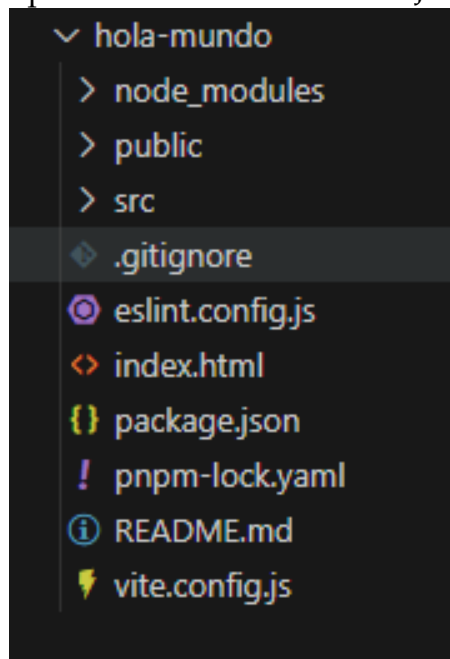 hola-mundo
node_modules
public
src
.gitignore
eslint.config.js
index.html
package.json
pnpm-lock.yaml
README.md
vite.config.js